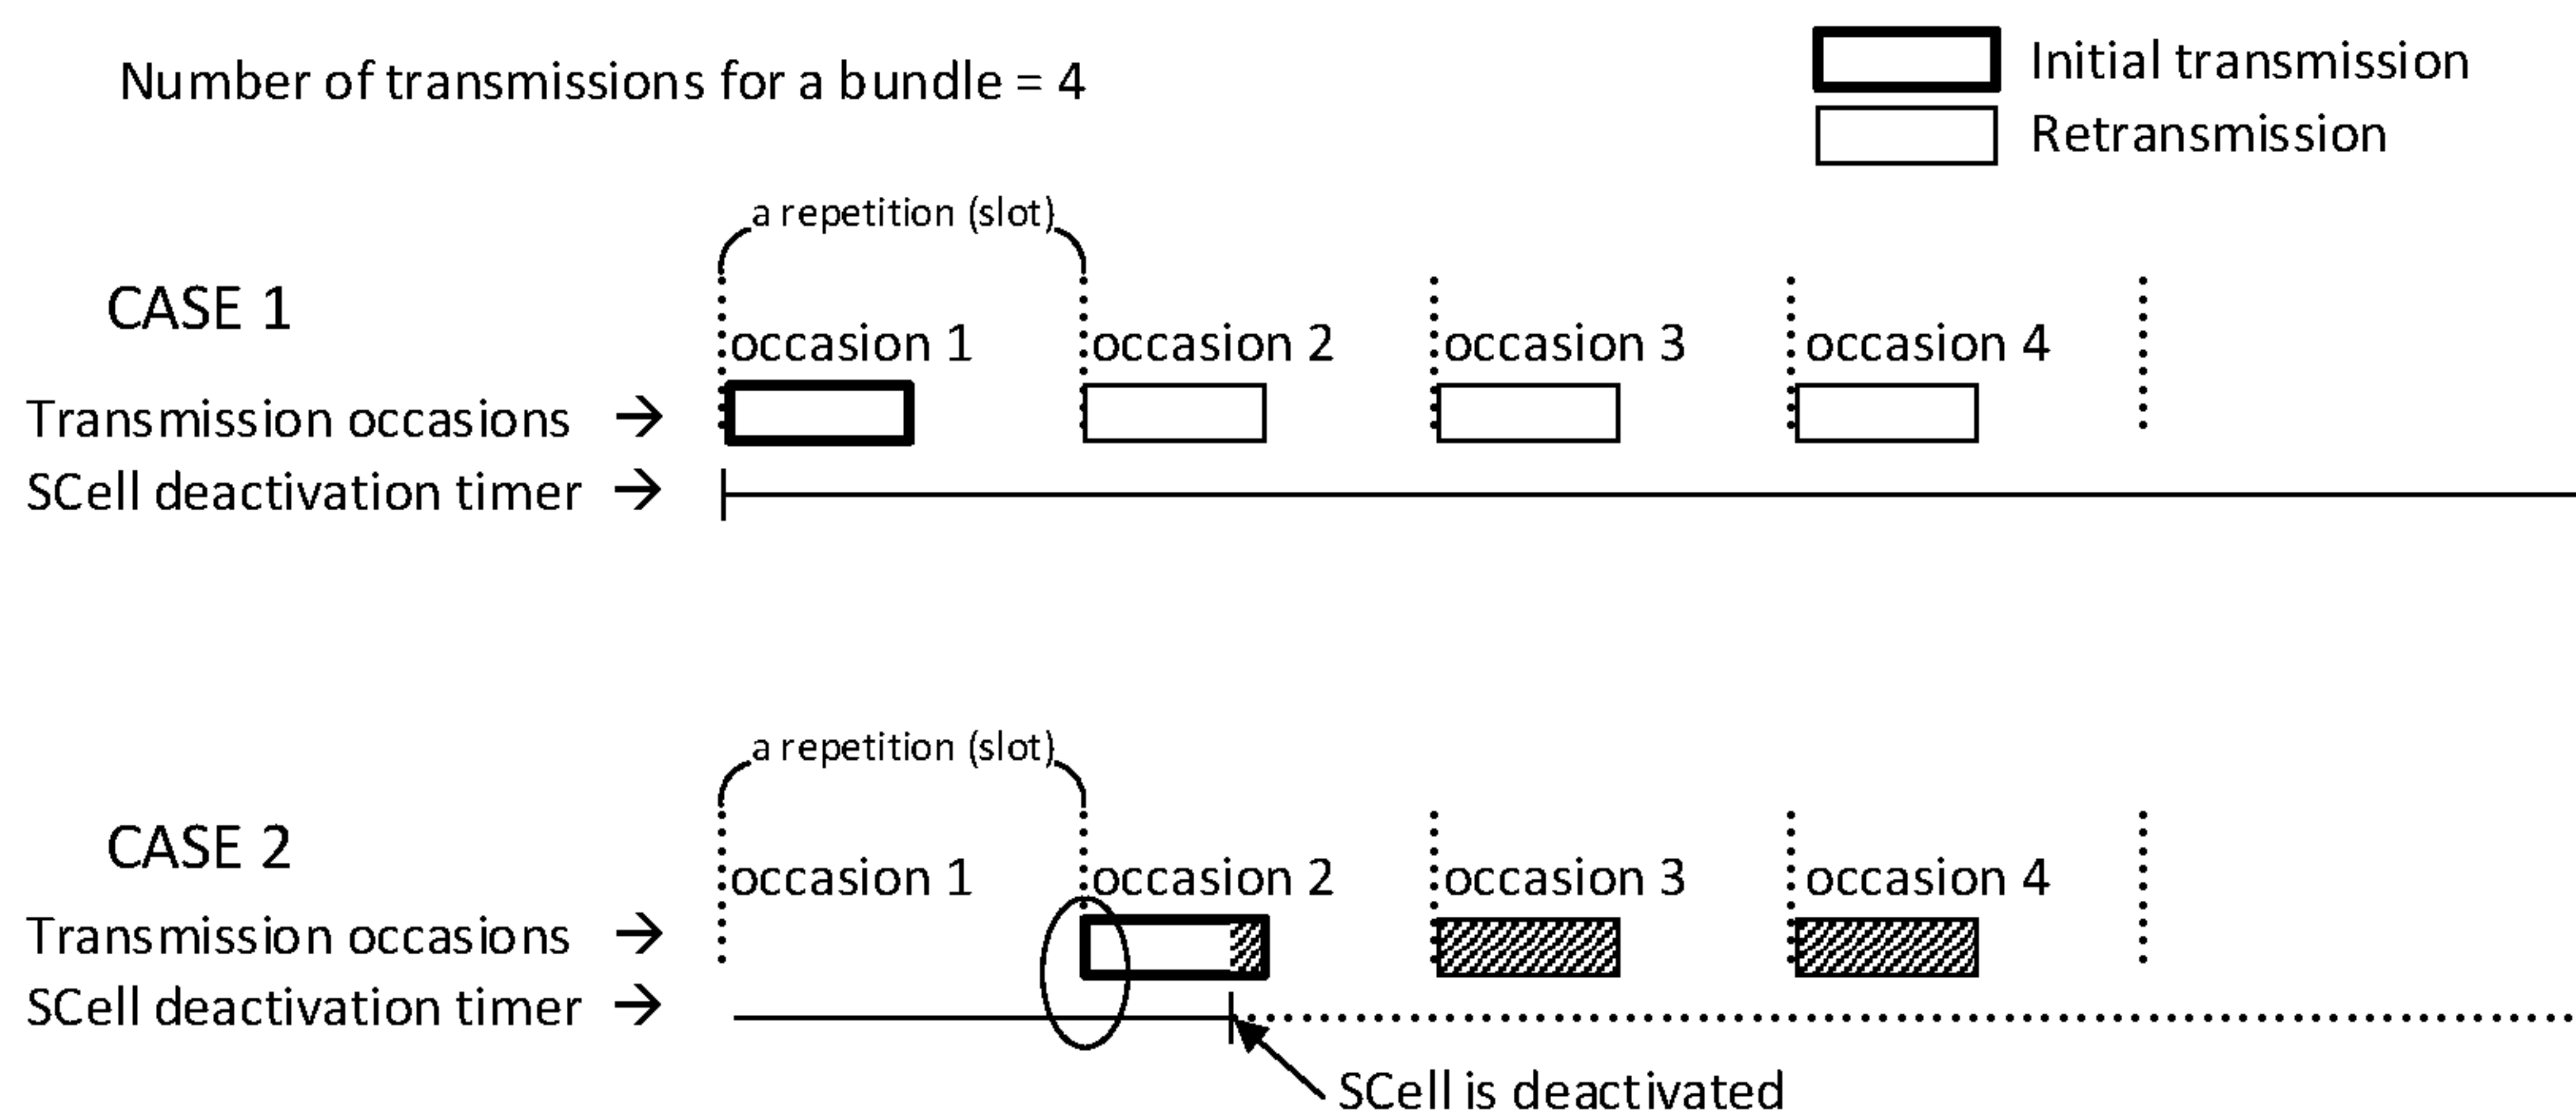 Number of transmissions for a bundle = 4
Initial transmission
Retransmission
a repetition (slot)
CASE 1
occasion 1 occasion 2 occasion 3 occasion 4
Transmission occasions →
SCell deactivation timer →
a repetition (slot)
CASE 2
occasion 1 occasion 2 occasion 3 occasion 4
Transmission occasions →
SCell deactivation timer →
SCell is deactivated